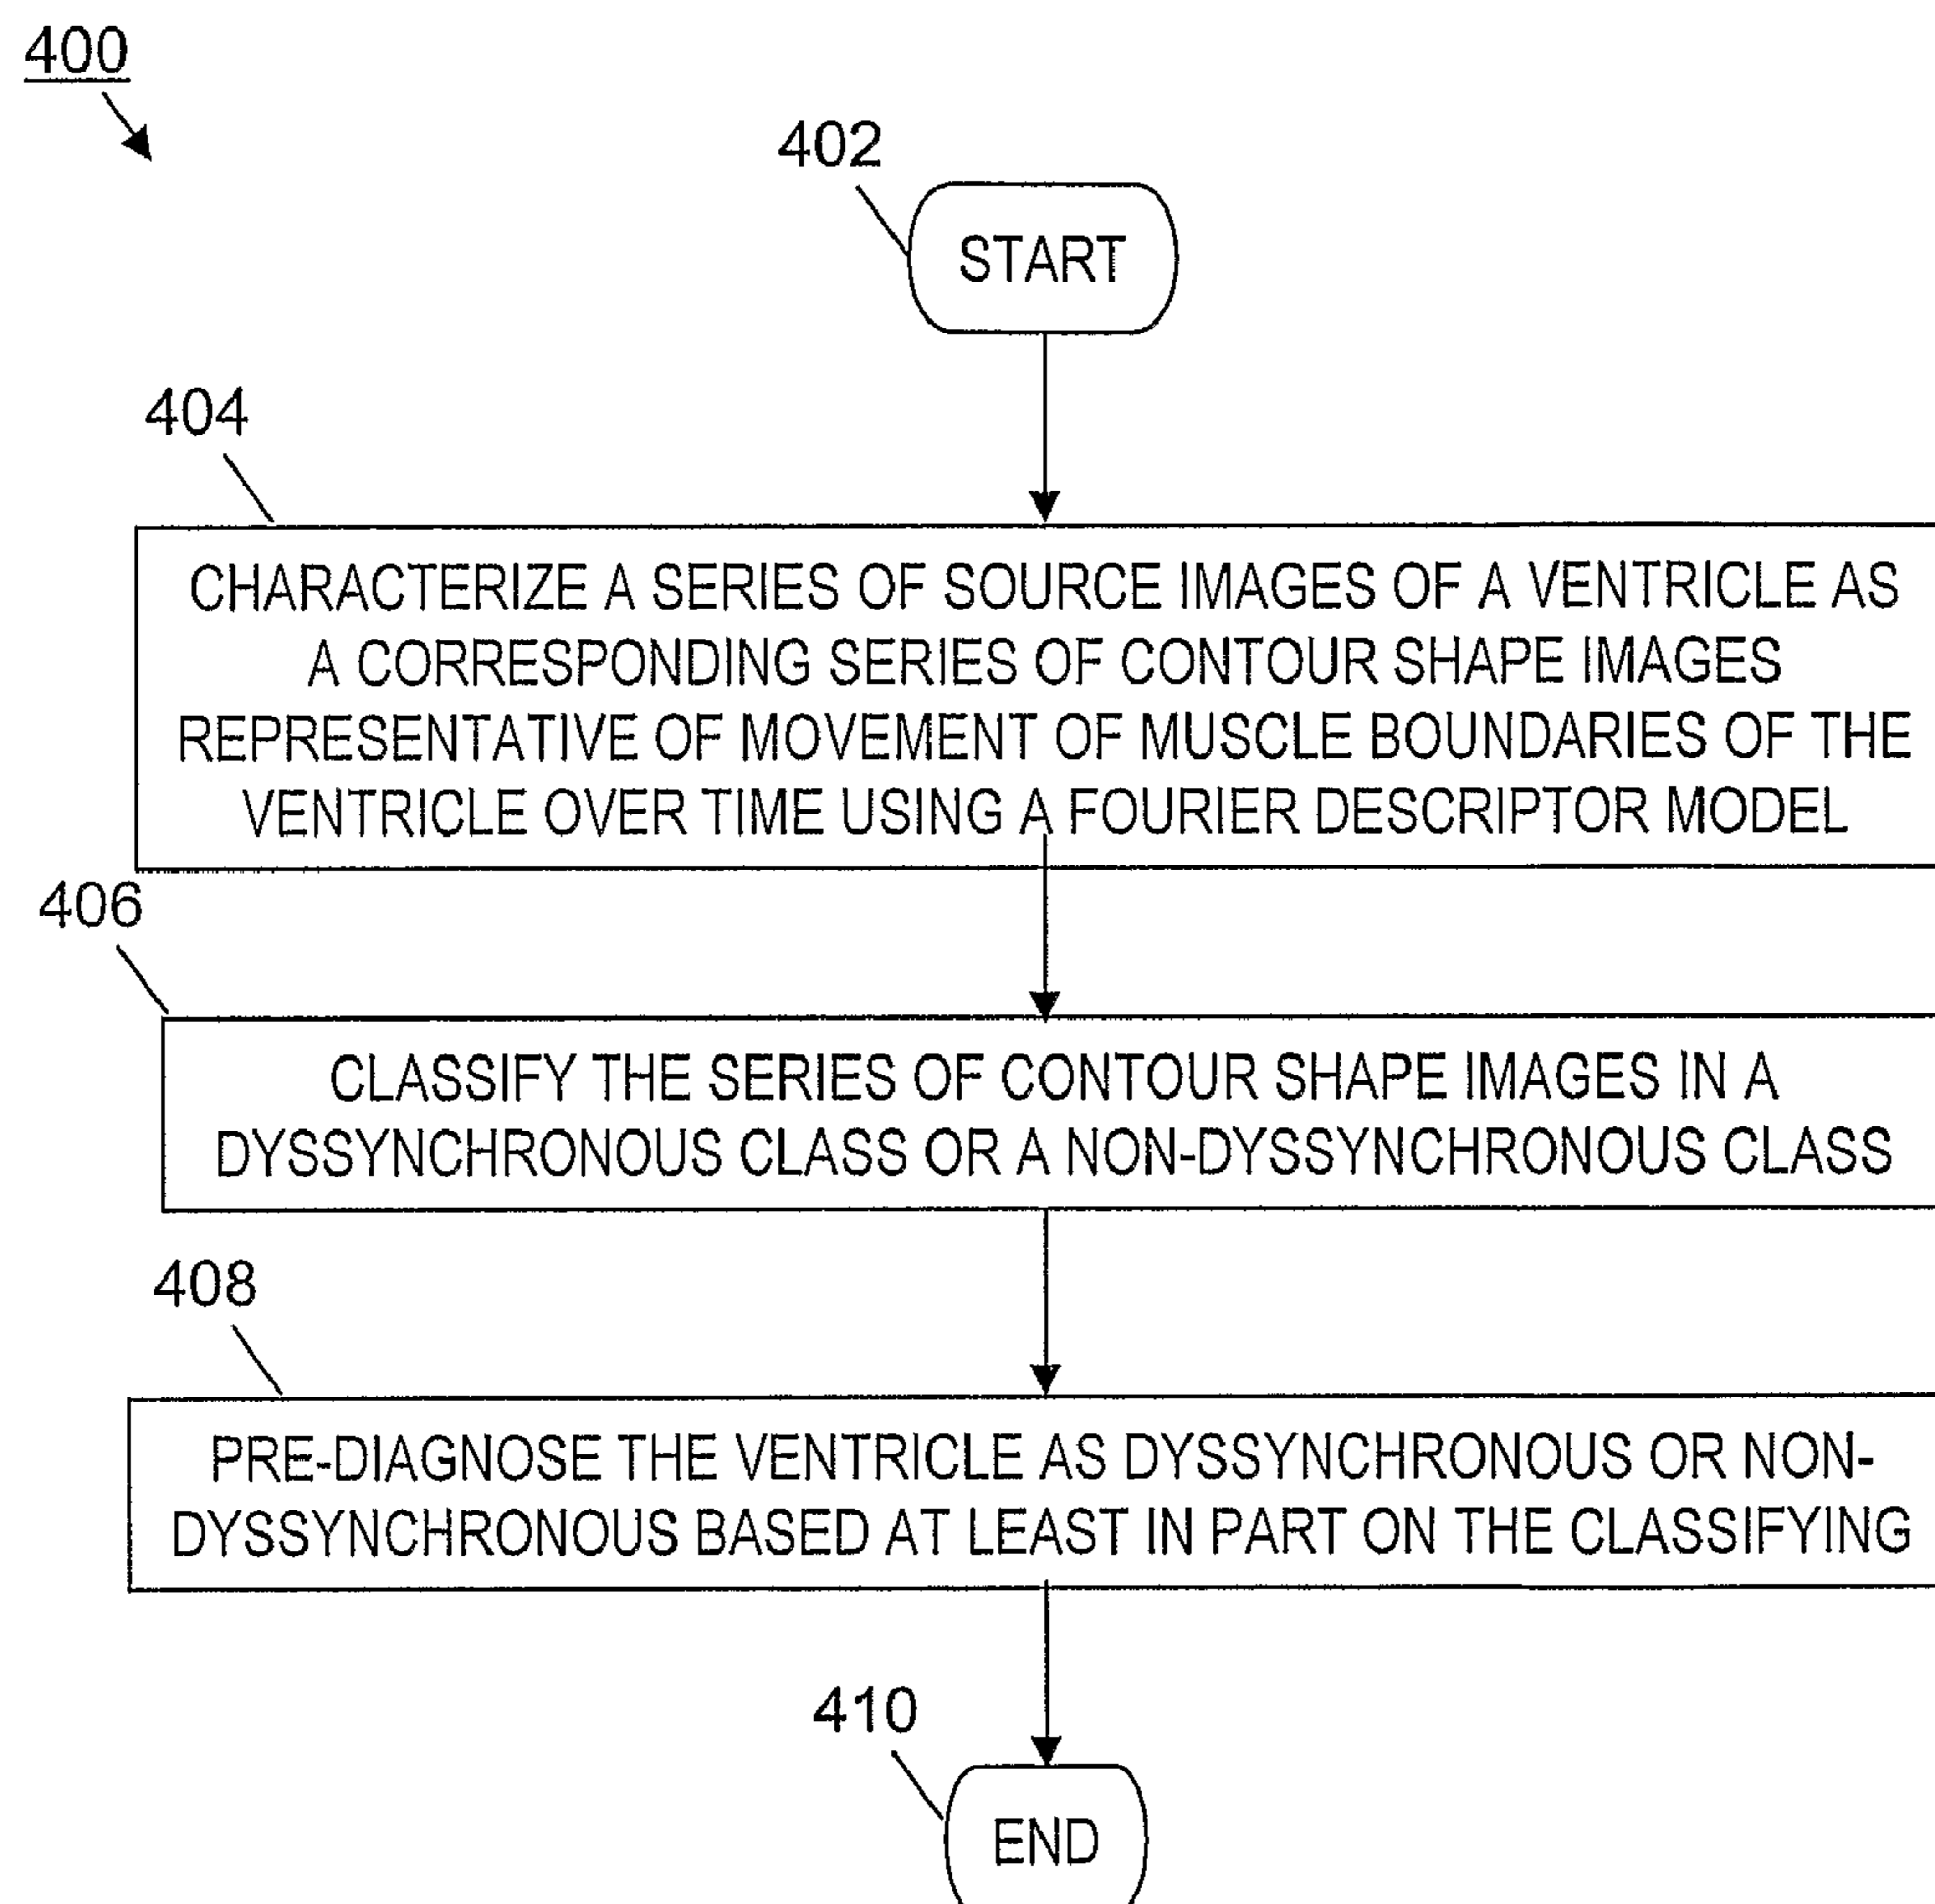 400
402
START
404
CHARACTERIZE A SERIES OF SOURCE IMAGES OF A VENTRICLE AS
A CORRESPONDING SERIES OF CONTOUR SHAPE IMAGES
REPRESENTATIVE OF MOVEMENT OF MUSCLE BOUNDARIES OF THE
VENTRICLE OVER TIME USING A FOURIER DESCRIPTOR MODEL
406
CLASSIFY THE SERIES OF CONTOUR SHAPE IMAGES IN A
DYSSYNCHRONOUS CLASS OR A NON-DYSSYNCHRONOUS CLASS
408
PRE-DIAGNOSE THE VENTRICLE AS DYSSYNCHRONOUS OR NON-
DYSSYNCHRONOUS BASED AT LEAST IN PART ON THE CLASSIFYING
410
END